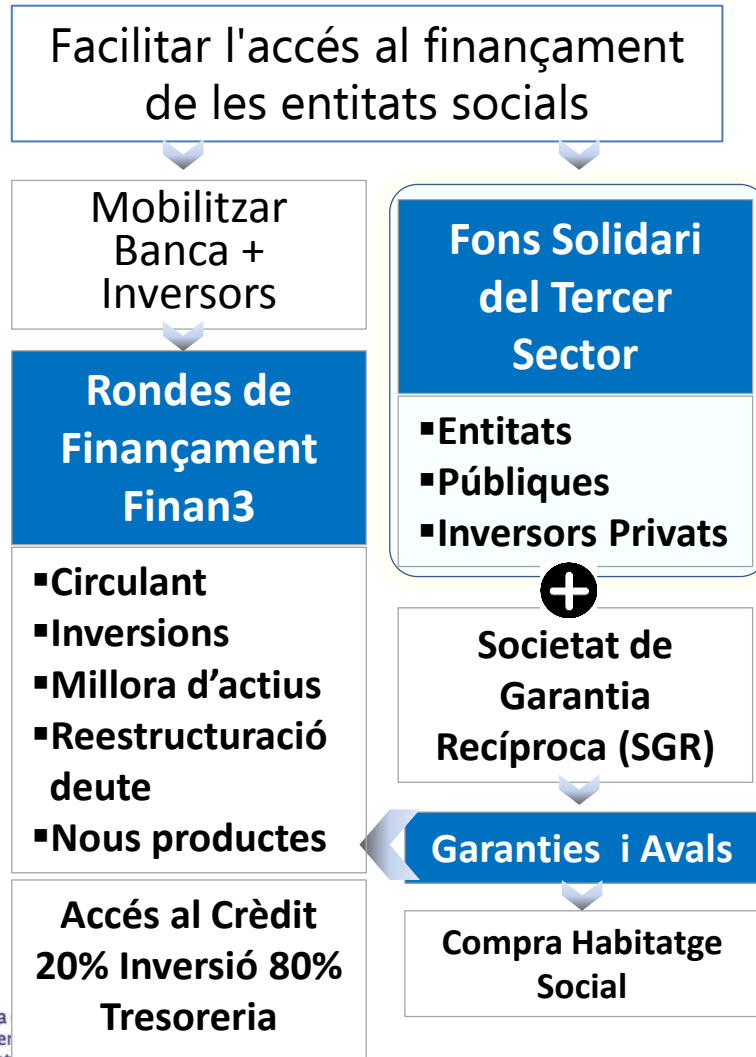 Facilitar l'accés al finançament
de les entitats socials
Mobilitzar
Banca +
Inversors
Rondes de
Finançament
Finan3
▪Circulant
▪Inversions
▪Millora d’actius
▪Reestructuració
deute
▪Nous productes
Accés al Crèdit
20% Inversió 80%
Tresoreria
Fons Solidari
del Tercer
Sector
▪Entitats
▪Públiques
▪Inversors Privats
Societat de
Garantia
Recíproca (SGR)
Garanties i Avals
Compra Habitatge
Social